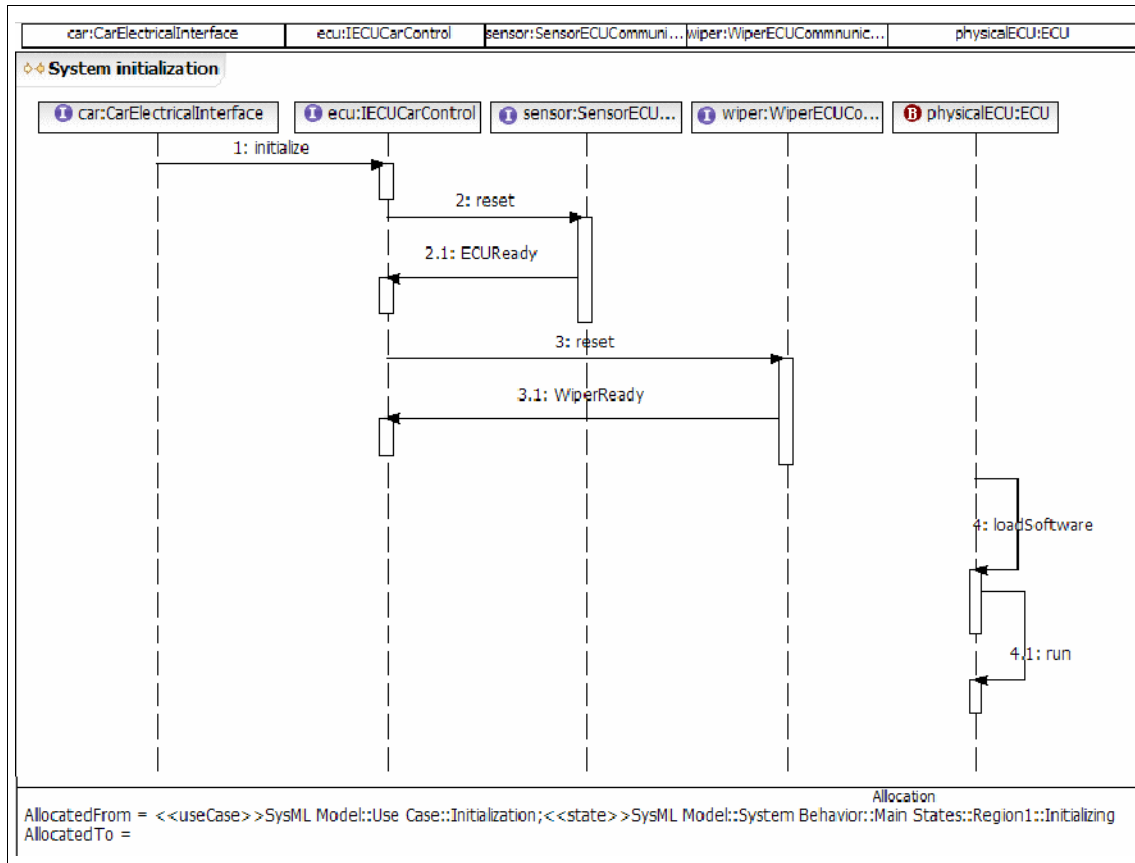 car:CarElectricalInterface ecu:IECUCarControl sensor:SensorECUCommuni... wiper:WiperECUCommnunic... physicalECU:ECU
System initialization
I car:CarElectricalInterface I ecu:IECUCarControl I sensor:SensorECU... I wiper:WiperECUCo... B physicalECU:ECU
1: initialize
2: reset
2.1: ECUReady
3: reset
3.1: WiperReady
4: loadSoftware
4.1: run
Allocation
AllocatedFrom = <<useCase>>SysML Model::Use Case::Initialization;<<state>>SysML Model::System Behavior::Main States::Region1::Initializing
AllocatedTo =